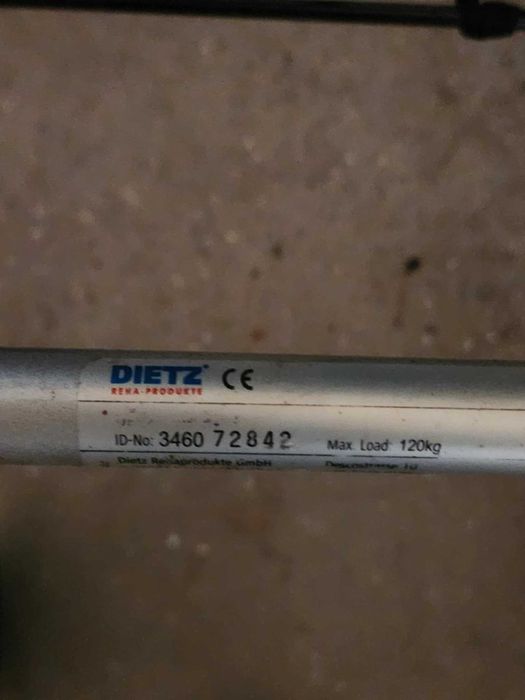 DIETZ CE
REHA-PRODUKTE
ID-No: 3460 72842 Max. Load: 120kg
Dietz Rehaprodukte GmbH